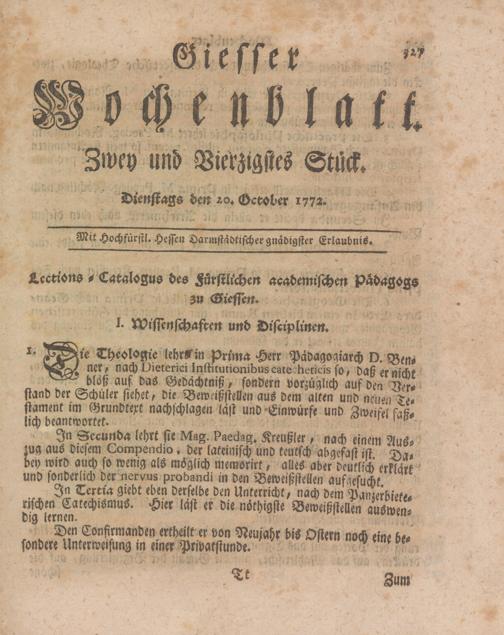 327
Giesser
Wochenblatt.
Zwey und Vierzigstes Stück.
Dienstags den 20. October 1772.
Mit Hochfürstl. Hessen Darmstädtischer gnädigster Erlaubnis.
Lections-Catalogus des Fürstlichen academischen Pädagogs
zu Giessen.
I. Wissenschaften und Disciplinen.
1. Die Theologie lehrt in Prima Herr Pädagogiarch D. Ben-
ner, nach Dieterici Institutionibus catecheticis so, daß er nicht
bloß auf das Gedächtniß, sondern vorzüglich auf den Ver-
stand der Schüler siehet, die Beweißstellen aus dem alten und neuen Te-
stament im Grundtext nachschlagen läst und Einwürfe und Zweifel faß-
lich beantwortet.
In Secunda lehrt sie Mag. Paedag. Kreußler, nach einem Aus-
zug aus diesem Compendio, der lateinisch und teutsch abgefast ist. Da-
bey wird auch so wenig als möglich memorirt, alles aber deutlich erklärt
und sonderlich der nervus probandi in den Beweißstellen aufgesucht.
In Tertia giebt eben derselbe den Unterricht, nach dem Panzerbiete-
rischen Catechismus. Hier läst er die nöthigste Beweißstellen auswen-
dig lernen.
Den Confirmanden ertheilt er von Neujahr bis Ostern noch eine be-
sondere Unterweisung in einer Privatstunde.
Tt
Zum